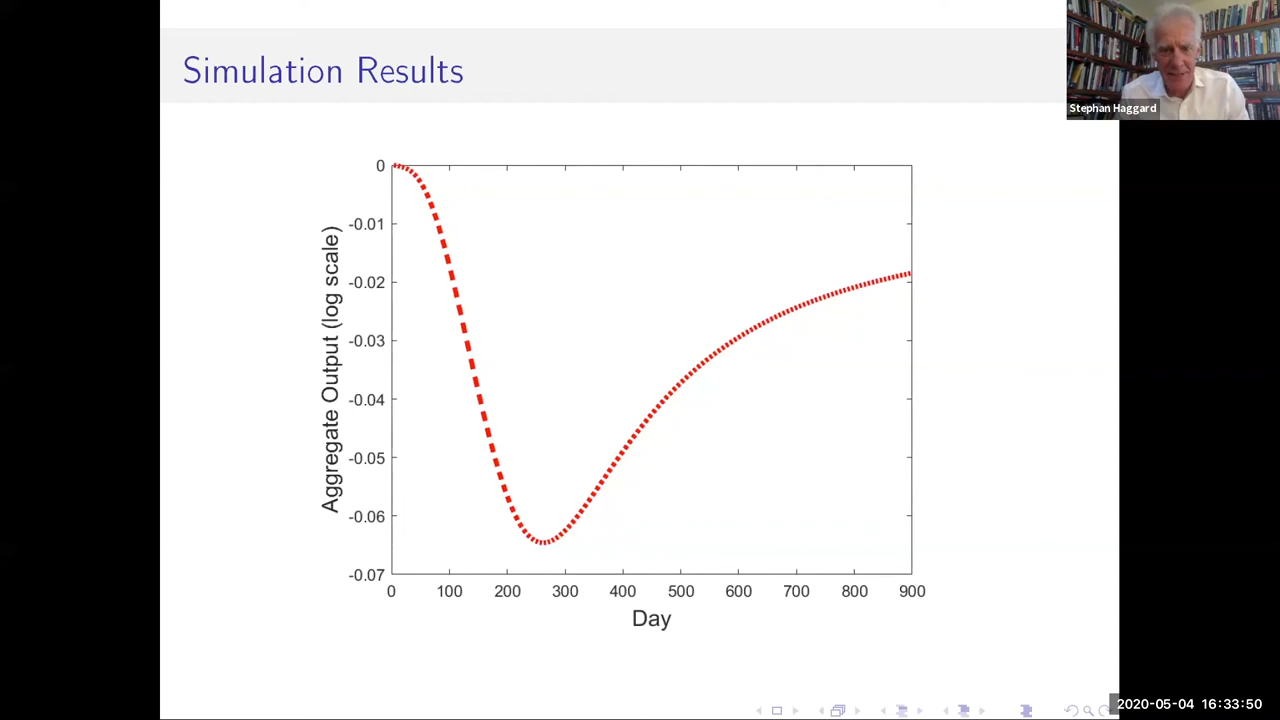 Simulation Results
Stephan Haggard
Aggregate Output (log scale)
0
-0.01
-0.02
-0.03
-0.04
-0.05
-0.06
-0.07
0 100 200 300 400 500 600 700 800 900
Day
2020-05-04 16:33:50